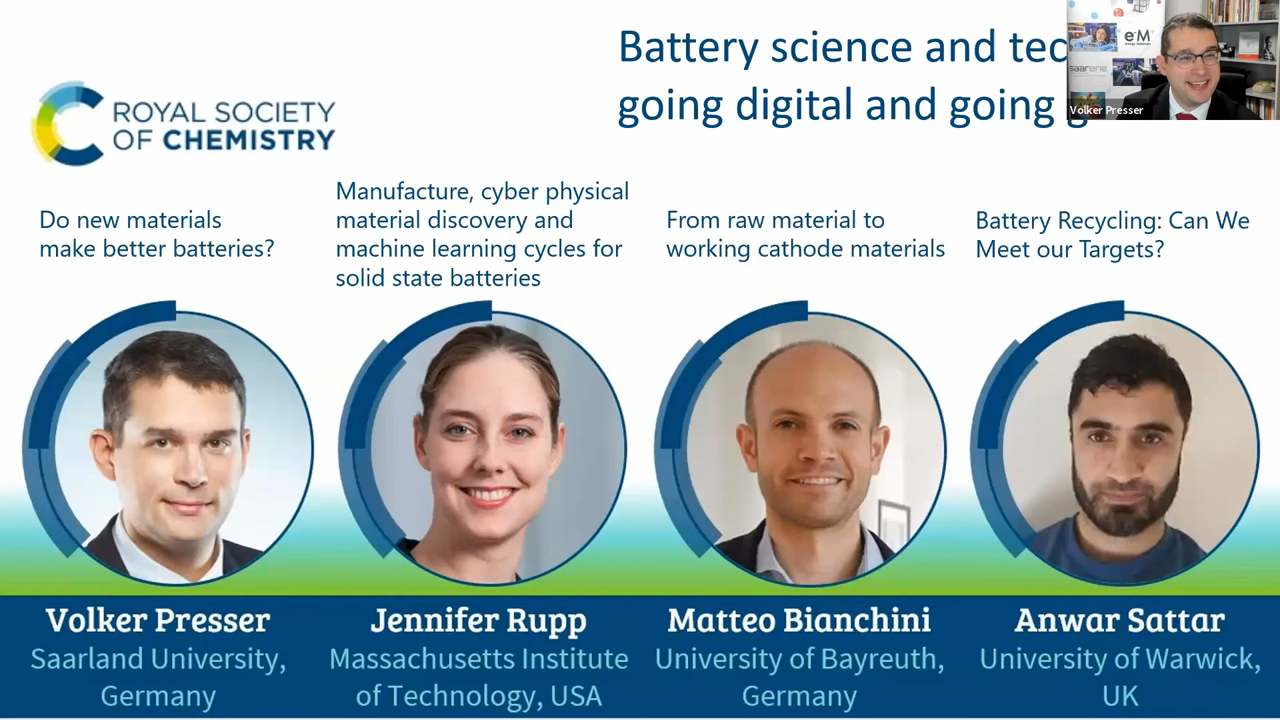 Battery science and tec
going digital and going g
ROYAL SOCIETY
OF CHEMISTRY
e-M
saarene
Volker Presser
Do new materials
make better batteries?
Manufacture, cyber physical
material discovery and
machine learning cycles for
solid state batteries
From raw material to
working cathode materials
Battery Recycling: Can We
Meet our Targets?
Volker Presser
Saarland University,
Germany
Jennifer Rupp
Massachusetts Institute
of Technology, USA
Matteo Bianchini
University of Bayreuth,
Germany
Anwar Sattar
University of Warwick,
UK